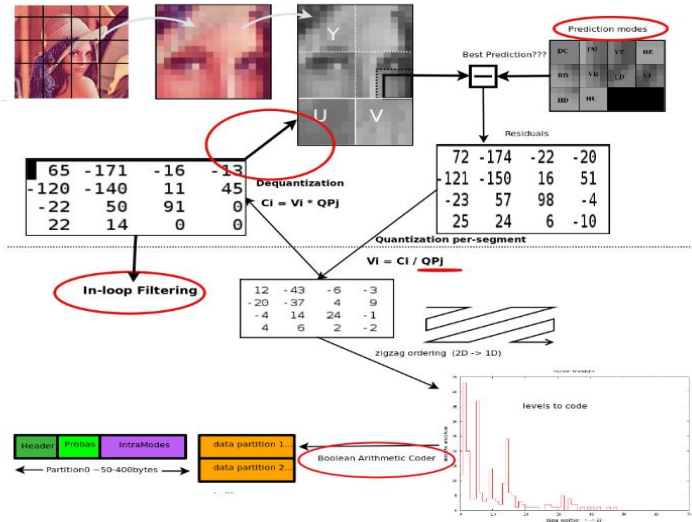 Prediction modes
Y
Best Prediction???
DC TM VE HE
RD VR LD VL
HD HU
U V
Residuals
65 -171 -16 -13
-120 -140 11 45
-22 50 91 0
22 14 0 0
72 -174 -22 -20
-121 -150 16 51
-23 57 98 -4
25 24 6 -10
Dequantization
Ci = Vi * QPj
Quantization per-segment
Vi = Ci / QPj
In-loop Filtering
12 -43 -6 -3
-20 -37 4 9
-4 14 24 -1
4 6 2 -2
zigzag ordering (2D -> 1D)
levels to code
Header Probas IntraModes
data partition 1...
data partition 2...
Boolean Arithmetic Coder
Partition0 ~50-400bytes